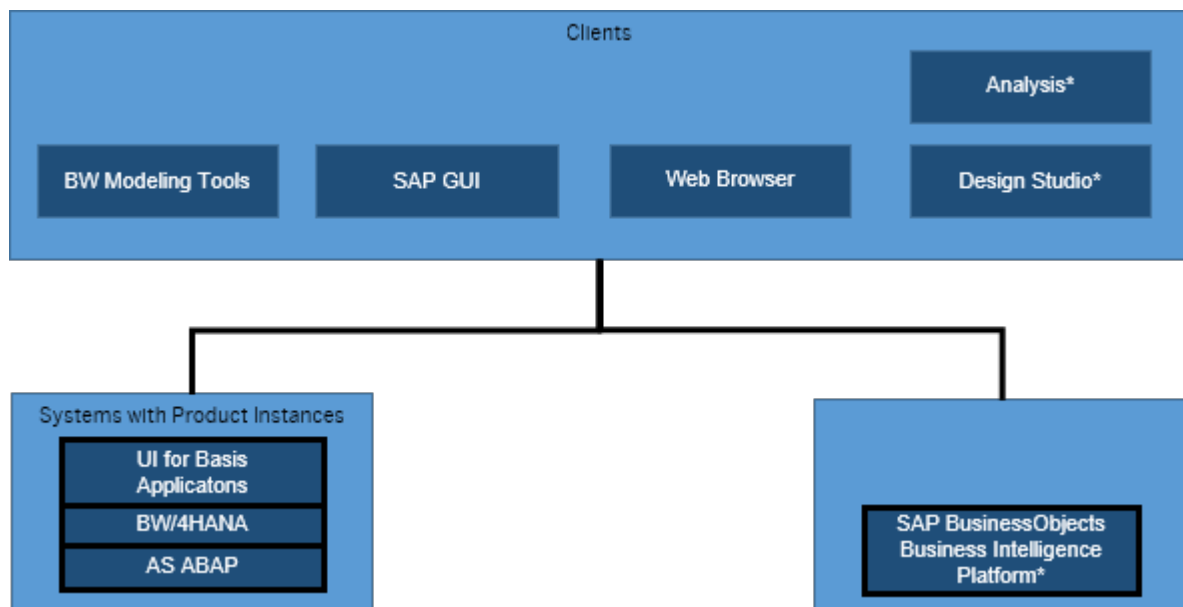 Clients
Analysis*
BW Modeling Tools
SAP GUI
Web Browser
Design Studio*
Systems with Product Instances
UI for Basis
Applicatons
BW/4HANA
AS ABAP
SAP BusinessObjects
Business Intelligence
Platform*